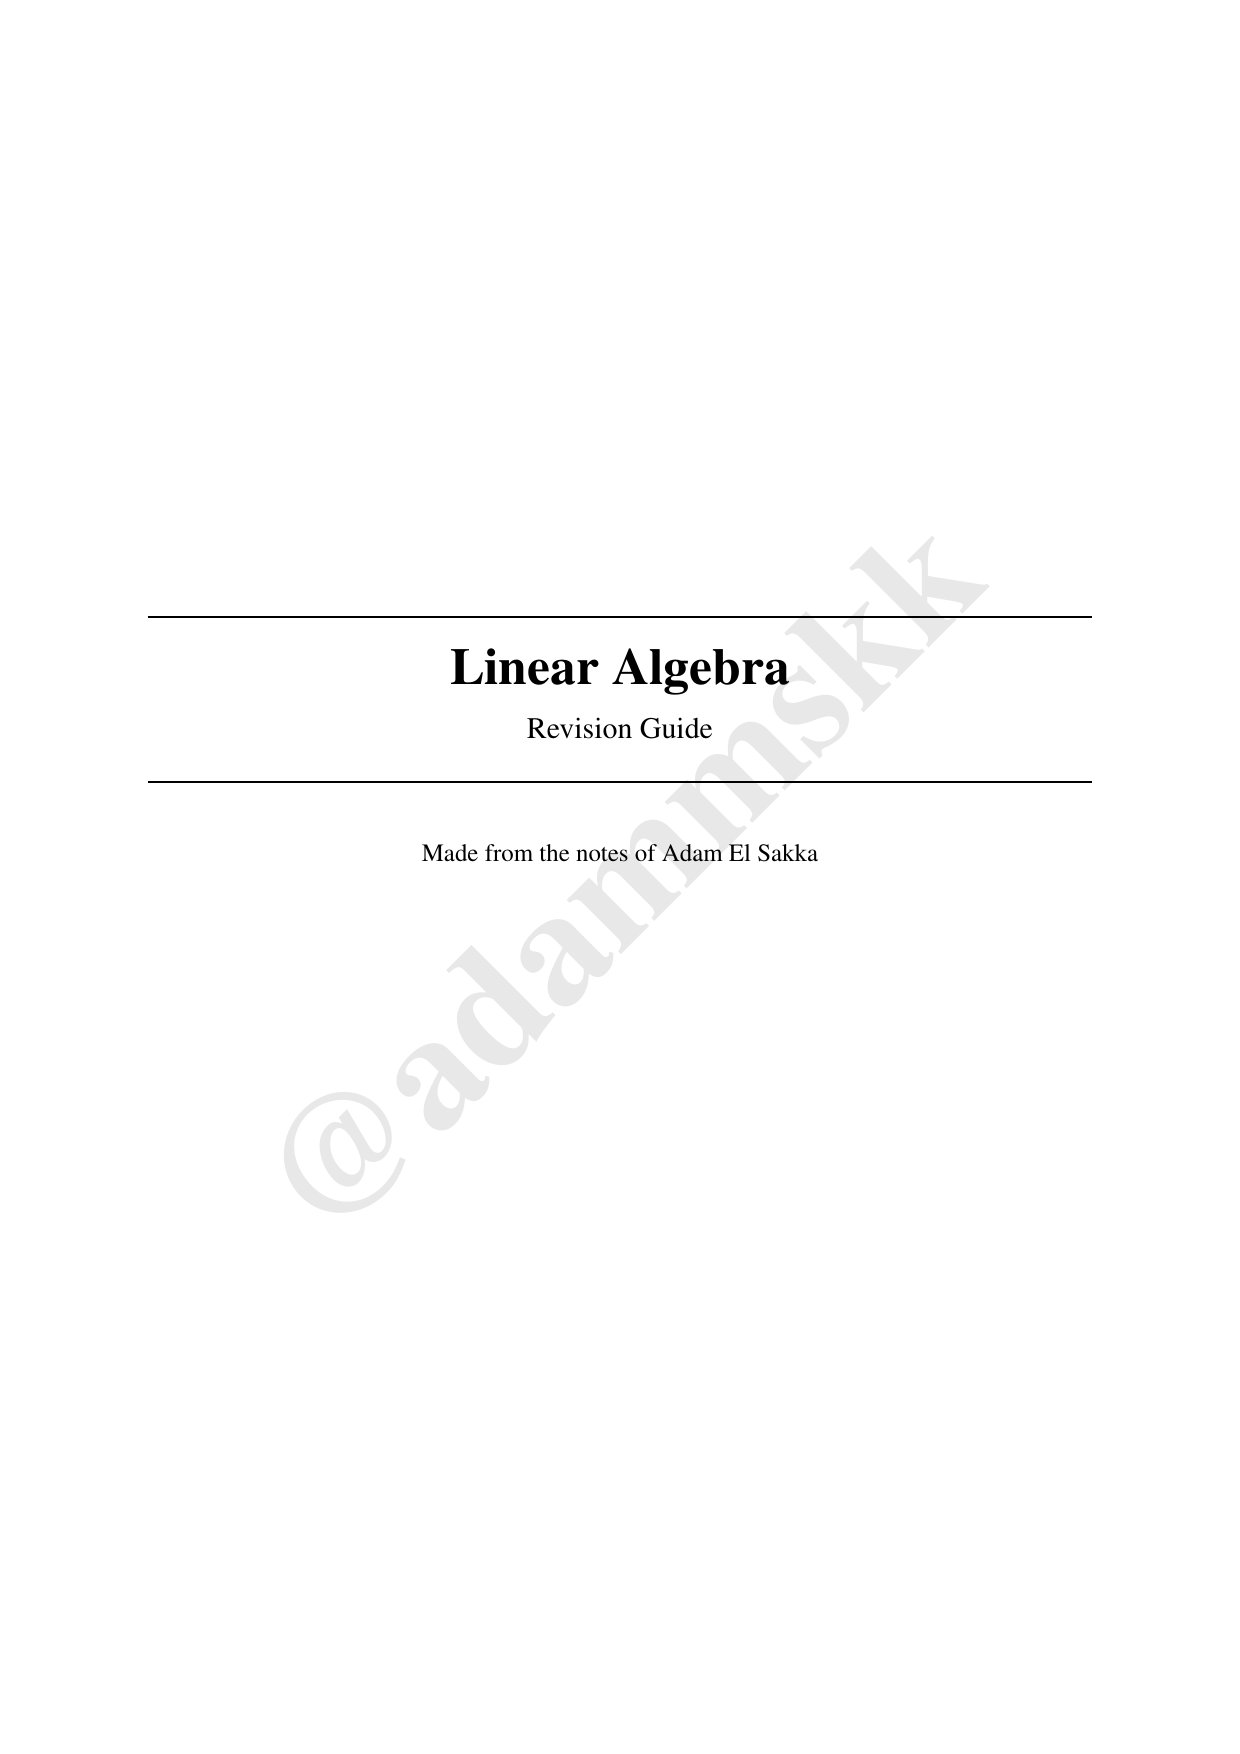 Linear Algebra
Revision Guide
Made from the notes of Adam El Sakka
@adammskk